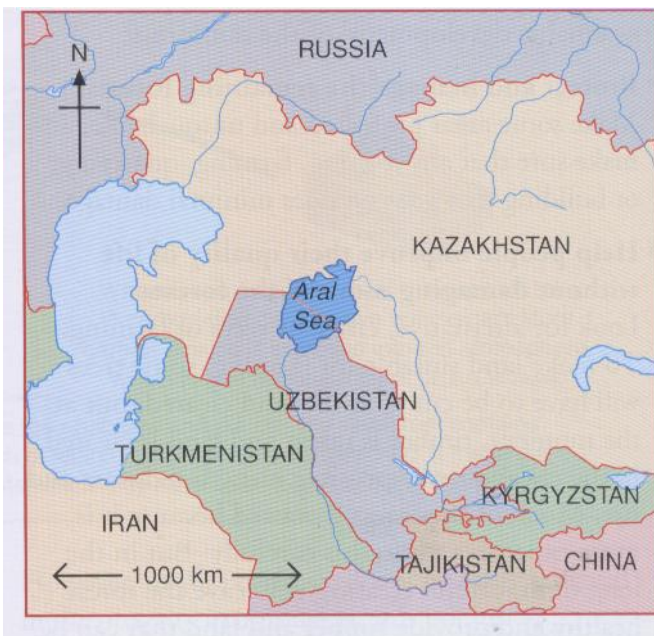 RUSSIA
N
KAZAKHSTAN
Aral
Sea
UZBEKISTAN
TURKMENISTAN
KYRGYZSTAN
IRAN
TAJIKISTAN
CHINA
1000 km